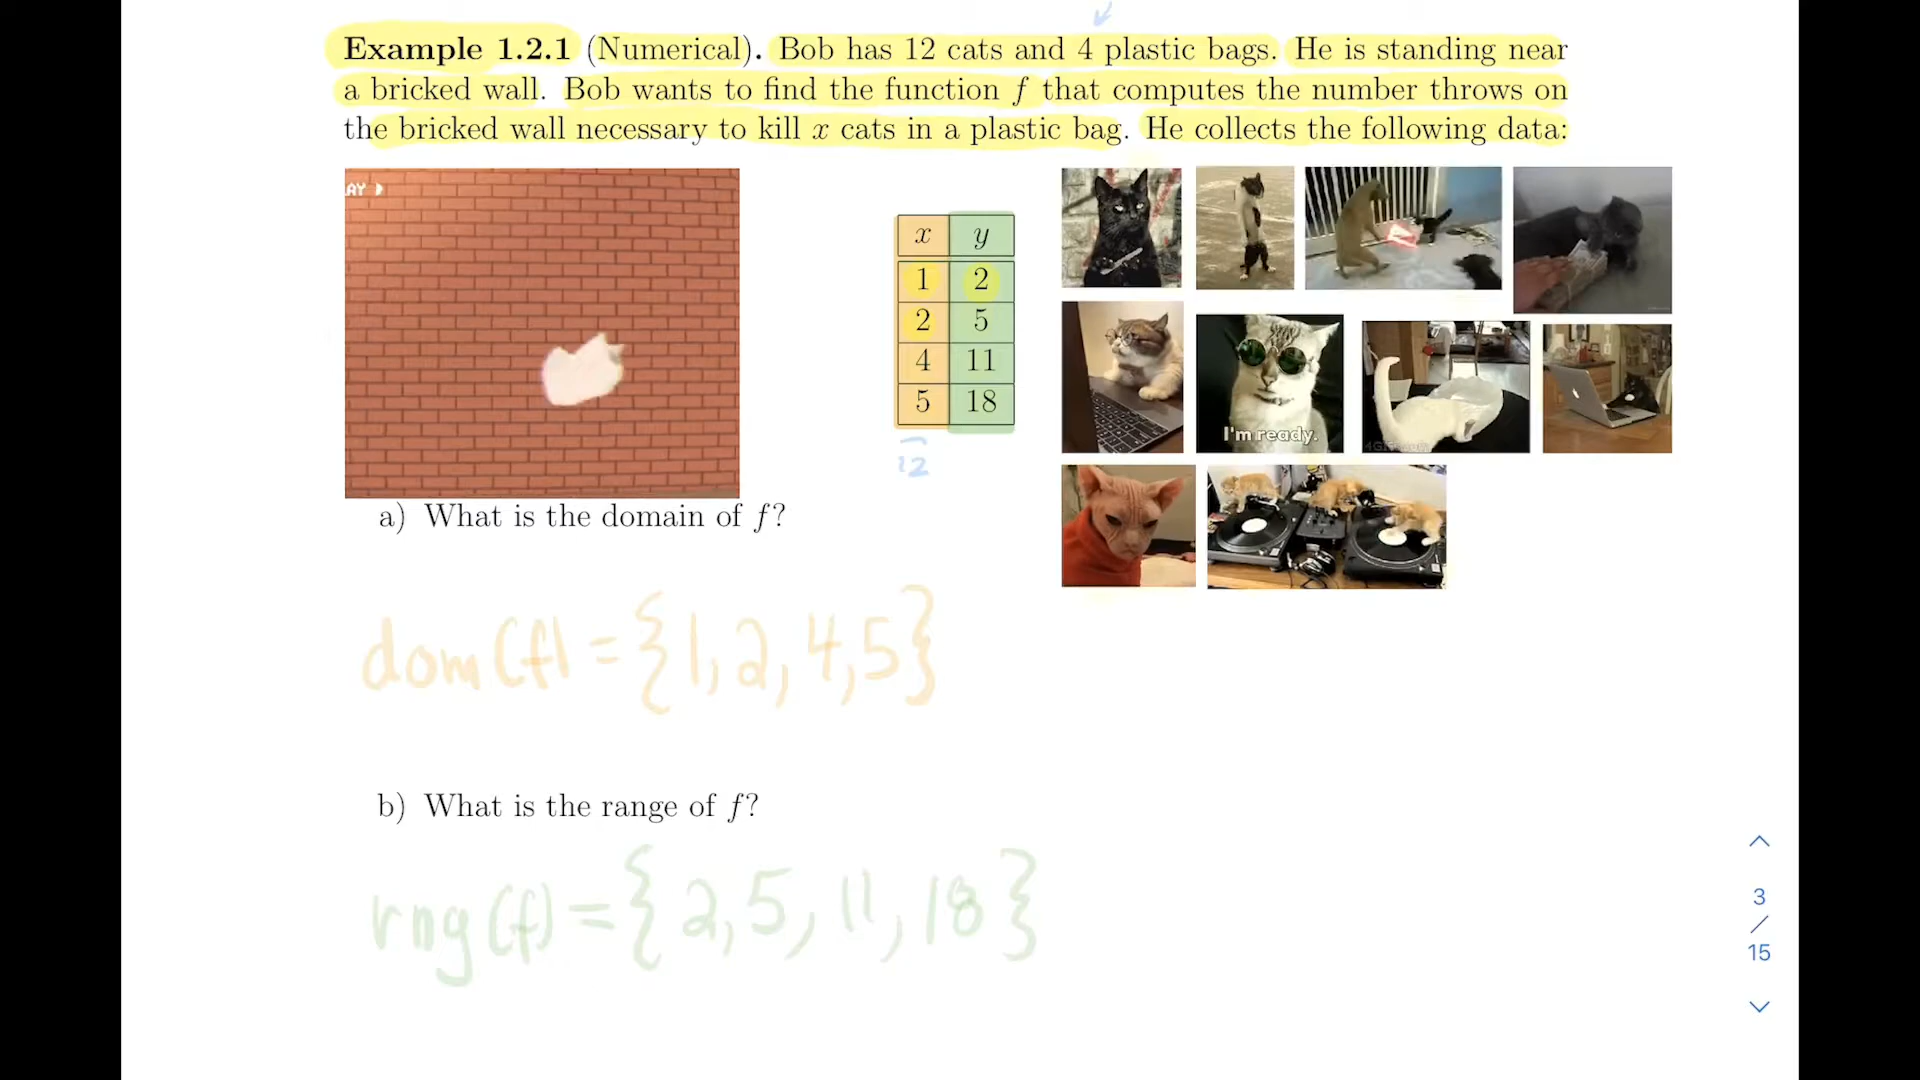 Example 1.2.1 (Numerical). Bob has 12 cats and 4 plastic bags. He is standing near
a bricked wall. Bob wants to find the function f that computes the number throws on
the bricked wall necessary to kill x cats in a plastic bag. He collects the following data:
AY
x y
1 2
2 5
4 11
5 18
12
I'm ready.
a) What is the domain of f?
dom(f) = {1, 2, 4, 5}
b) What is the range of f?
rng(f) = {2, 5, 11, 18}
3
/
15